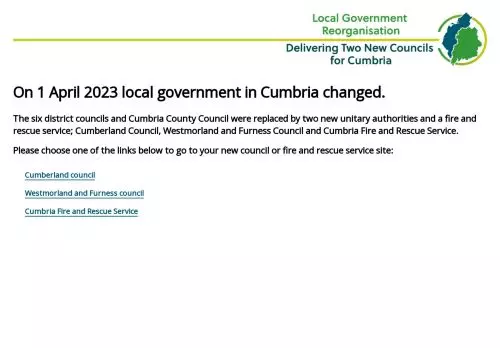 Local Government
Reorganisation
Delivering Two New Councils
for Cumbria
On 1 April 2023 local government in Cumbria changed.
The six district councils and Cumbria County Council were replaced by two new unitary authorities and a fire and
rescue service; Cumberland Council, Westmorland and Furness Council and Cumbria Fire and Rescue Service.
Please choose one of the links below to go to your new council or fire and rescue service site:
Cumberland council
Westmorland and Furness council
Cumbria Fire and Rescue Service